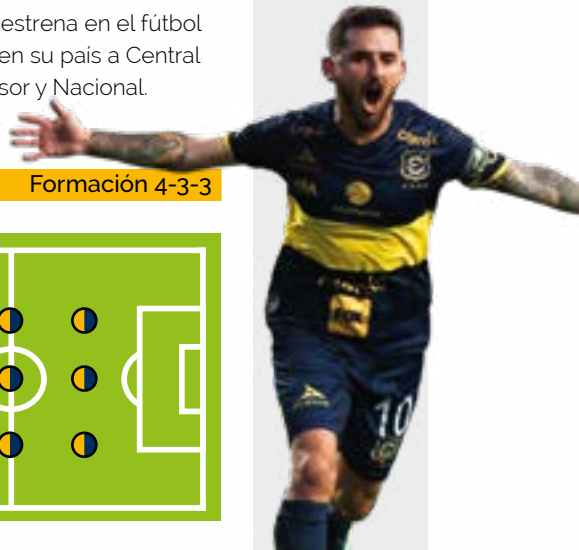 estrena en el fútbol
en su país a Central
sor y Nacional.
Formación 4-3-3
10